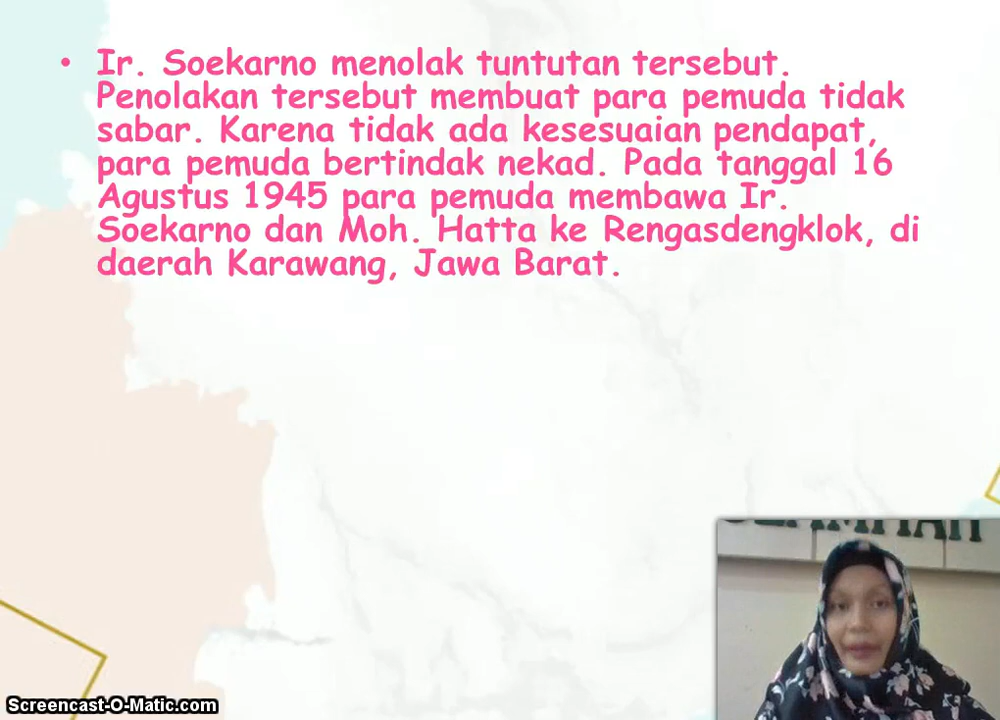 • Ir. Soekarno menolak tuntutan tersebut.
Penolakan tersebut membuat para pemuda tidak
sabar. Karena tidak ada kesesuaian pendapat,
para pemuda bertindak nekad. Pada tanggal 16
Agustus 1945 para pemuda membawa Ir.
Soekarno dan Moh. Hatta ke Rengasdengklok, di
daerah Karawang, Jawa Barat.
Screencast-O-Matic.com